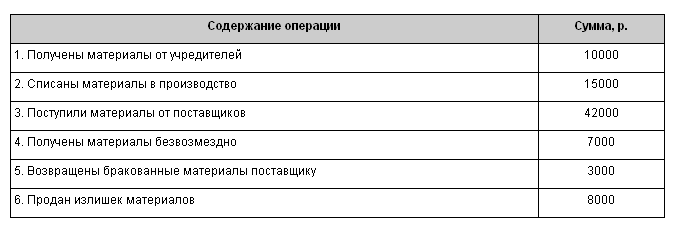 Содержание операции Сумма, р.
1. Получены материалы от учредителей 10000
2. Списаны материалы в производство 15000
3. Поступили материалы от поставщиков 42000
4. Получены материалы безвозмездно 7000
5. Возвращены бракованные материалы поставщику 3000
6. Продан излишек материалов 8000